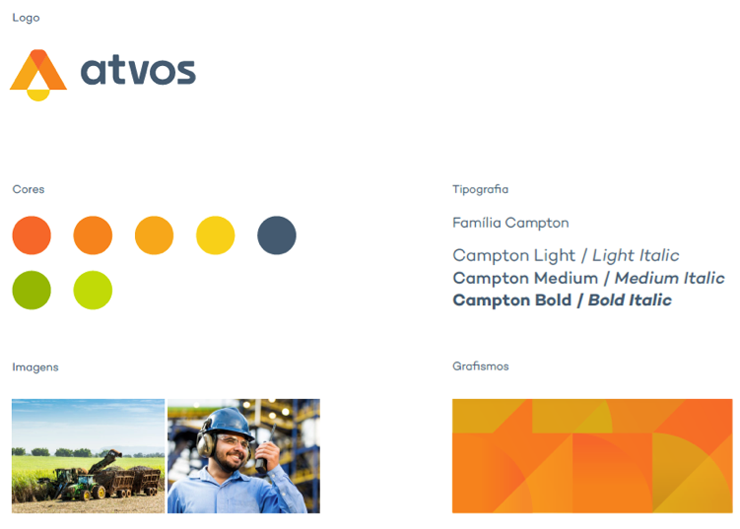 Logo
atvos
Cores
Tipografia
Família Campton
Campton Light / Light Italic
Campton Medium / Medium Italic
Campton Bold / Bold Italic
Imagens
Grafismos